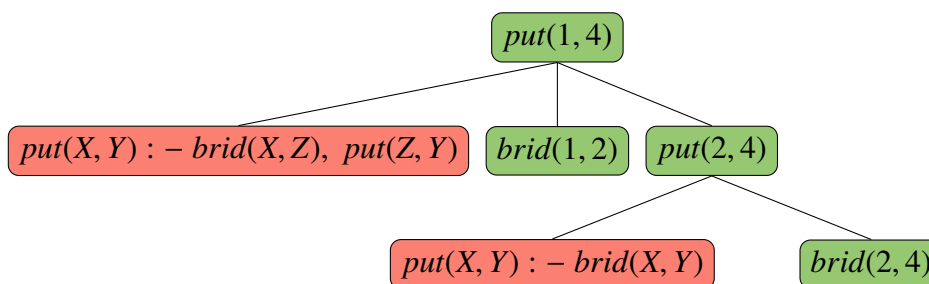 put(1, 4)
put(X, Y) : − brid(X, Z), put(Z, Y) brid(1, 2) put(2, 4)
put(X, Y) : − brid(X, Y) brid(2, 4)